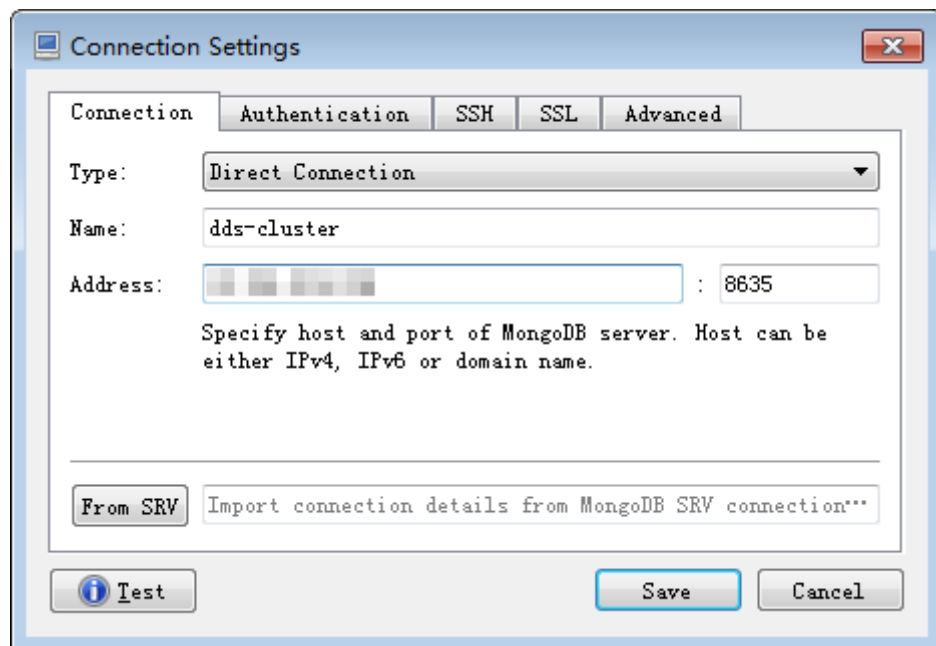 Connection Settings
Connection Authentication SSH SSL Advanced
Type: Direct Connection
Name: dds-cluster
Address: : 8635
Specify host and port of MongoDB server. Host can be
either IPv4, IPv6 or domain name.
From SRV Import connection details from MongoDB SRV connection…
Test Save Cancel